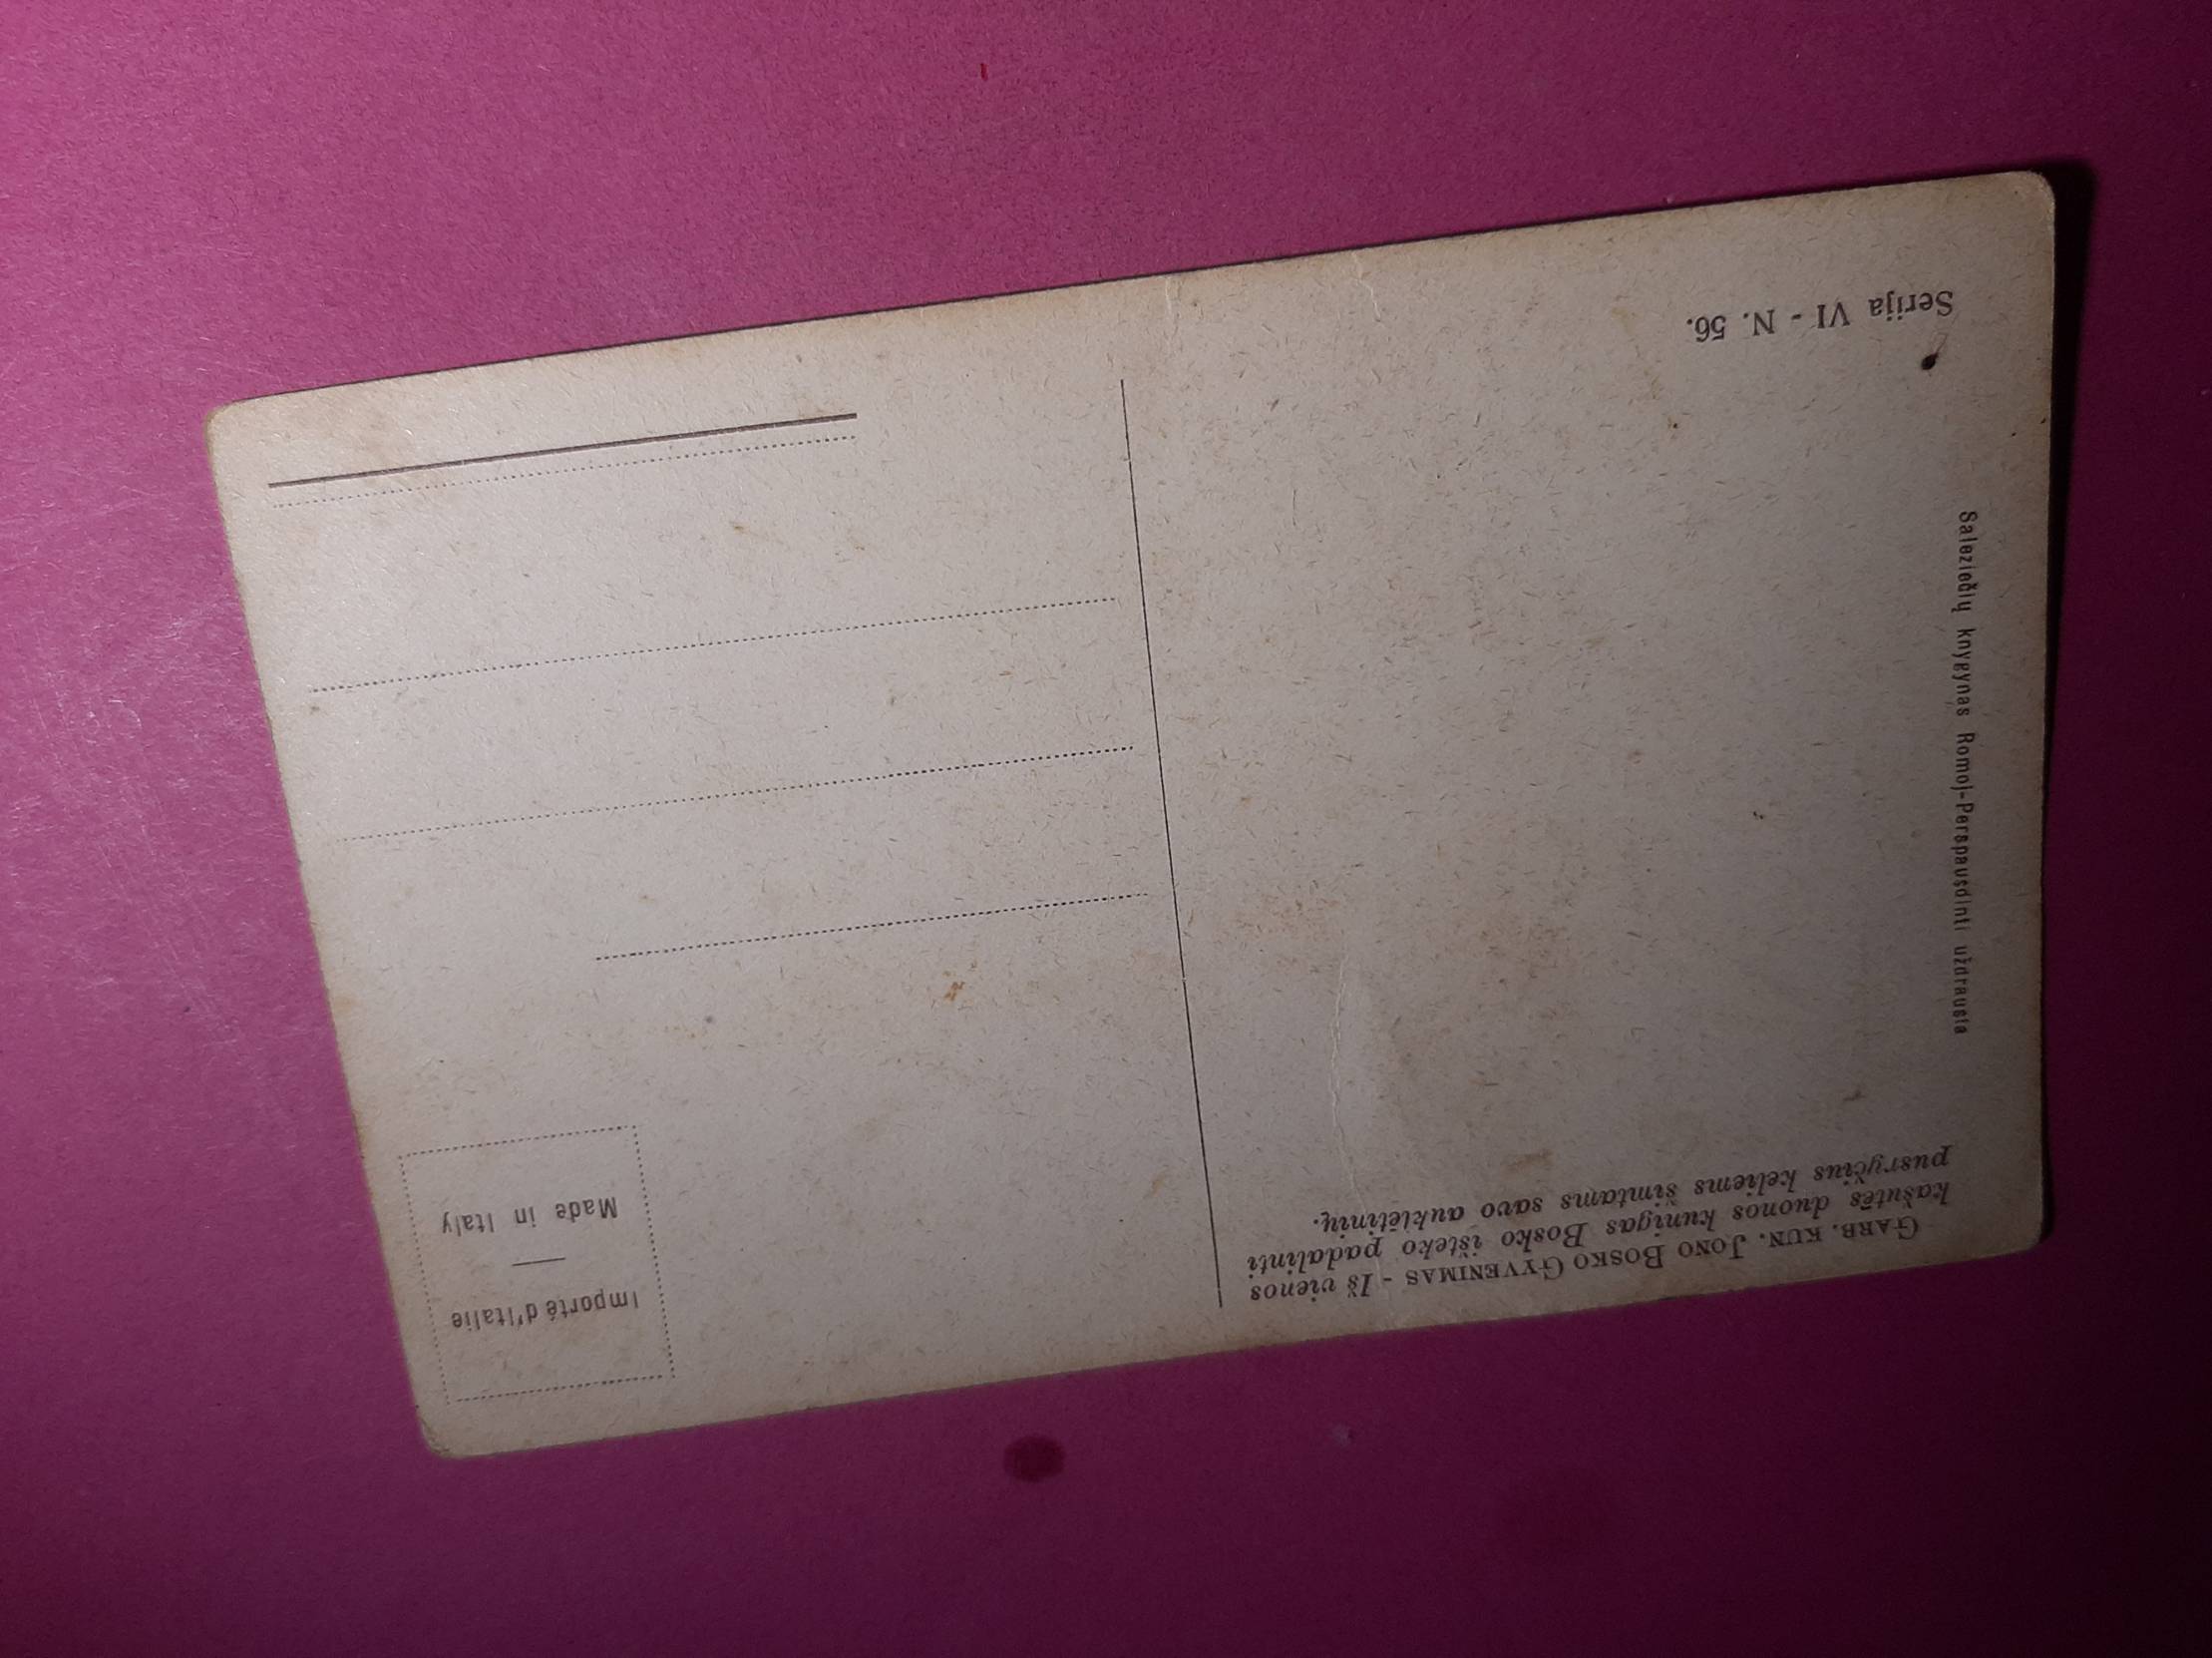 GARB. KUN. JONO BOSKO GYVENIMAS - Iš vienos
kašutės duonos kunigas Bosko išteko padalinti
pusryčius keliems šimtams savo auklėtinių.
Importé d'Italie
Made in Italy
Saleziečių knygynas Romoj-Perspausdinti uždrausta
Serija VI - N. 56.